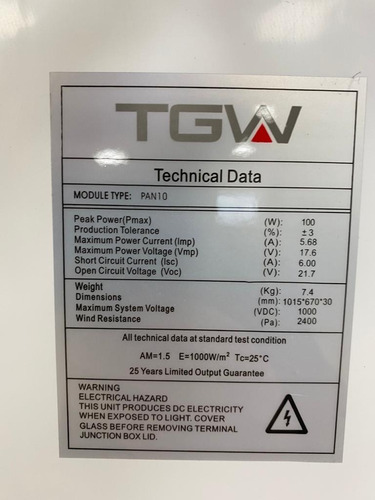 TGW
Technical Data
MODULE TYPE: PAN10
Peak Power(Pmax) (W): 100
Production Tolerance (%): ±3
Maximum Power Current (Imp) (A): 5.68
Maximum Power Voltage (Vmp) (V): 17.6
Short Circuit Current (Isc) (A): 6.00
Open Circuit Voltage (Voc) (V): 21.7
Weight (Kg): 7.4
Dimensions (mm): 1015*670*30
Maximum System Voltage (VDC): 1000
Wind Resistance (Pa): 2400
All technical data at standard test condition
AM=1.5 E=1000W/m² Tc=25°C
25 Years Limited Output Guarantee
WARNING
ELECTRICAL HAZARD
THIS UNIT PRODUCES DC ELECTRICITY
WHEN EXPOSED TO LIGHT. COVER
GLASS BEFORE REMOVING TERMINAL
JUNCTION BOX LID.